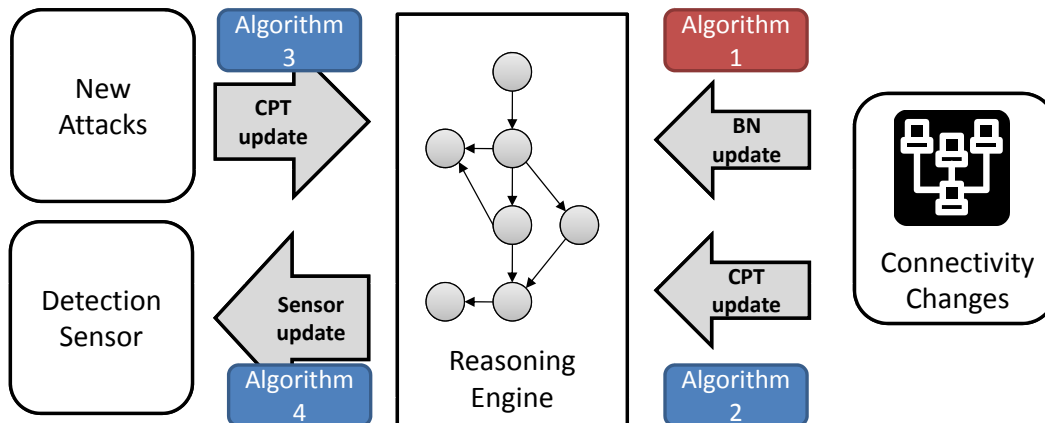 Algorithm
3
New
Attacks
CPT
update
Algorithm
1
BN
update
Detection
Sensor
Sensor
update
Algorithm
4
Reasoning
Engine
CPT
update
Algorithm
2
Connectivity
Changes